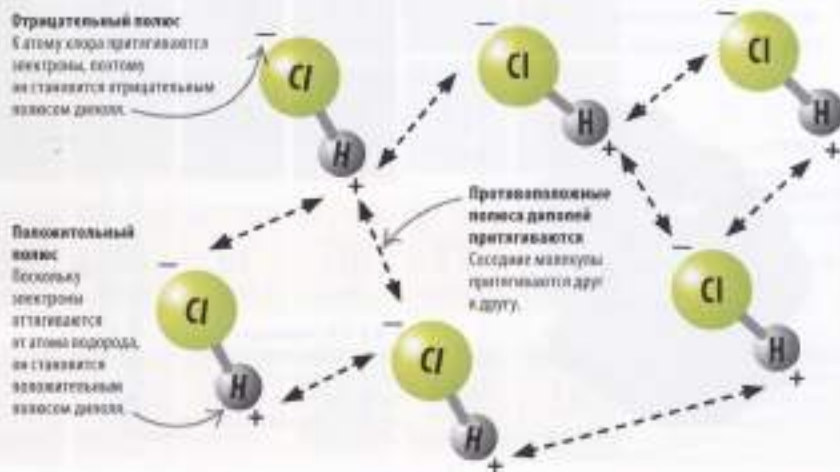 Отрицательный полюс
К атому хлора притягиваются
электроны, поэтому
он становится отрицательным
полюсом диполя.
−
Cl
H
+
−
Cl
H
+
−
Cl
H
+
Положительный
полюс
Поскольку
электроны
оттягиваются
от атома водорода,
он становится
положительным
полюсом диполя.
Противоположные
полюса диполей
притягиваются
Соседние молекулы
притягиваются друг
к другу.
−
Cl
H
+
−
Cl
H
+
−
Cl
H
+